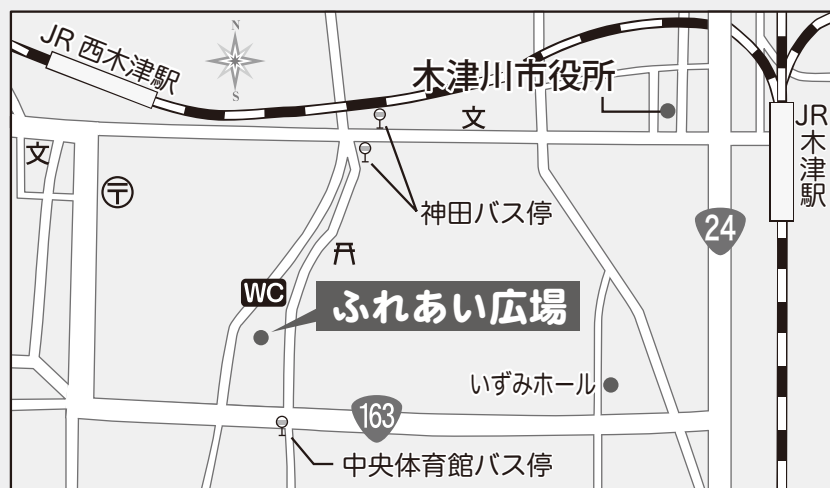 N
S
JR 西木津駅
木津川市役所
文
JR木津駅
文
〒
神田バス停
24
WC
ふれあい広場
いずみホール
163
中央体育館バス停